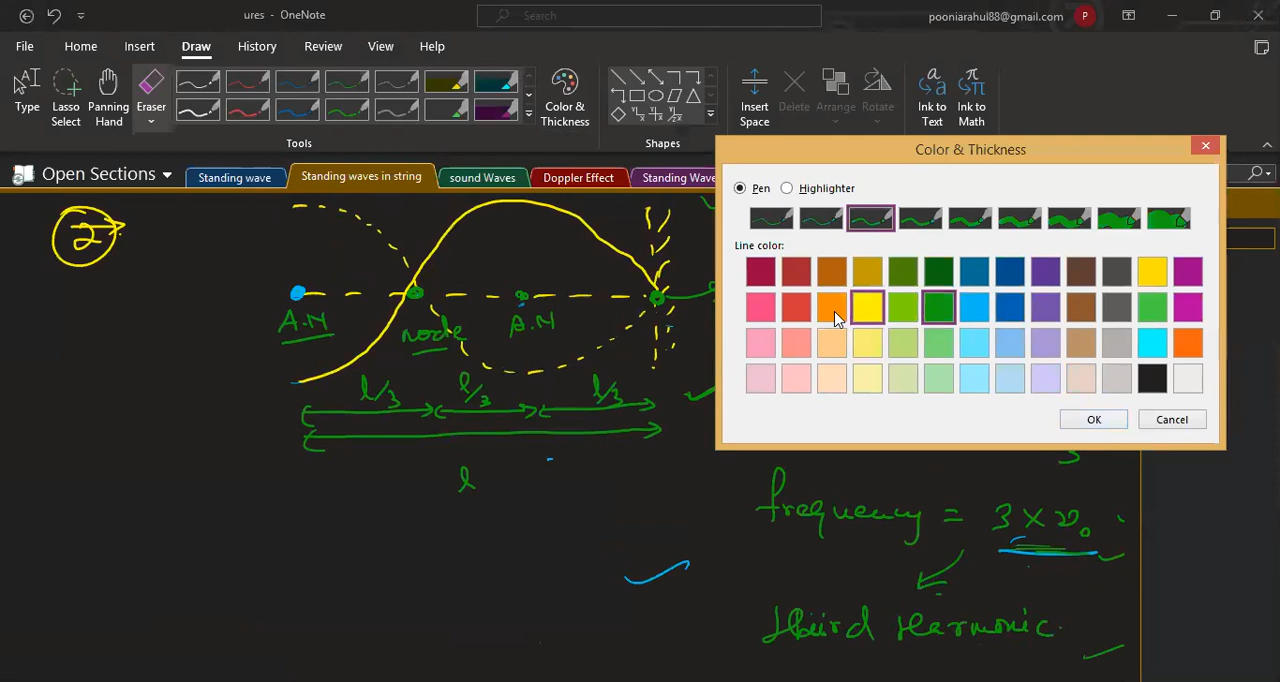 ures - OneNote
Search
pooniarahul88@gmail.com
P
File
Home
Insert
Draw
History
Review
View
Help
Type
Lasso Select
Panning Hand
Eraser
Color & Thickness
Insert Space
Delete
Arrange
Rotate
Ink to Text
Ink to Math
Tools
Shapes
Open Sections
Standing wave
Standing waves in string
sound Waves
Doppler Effect
Standing Wave
Color & Thickness
Pen
Highlighter
Line color:
OK
Cancel
2
A.N
node
A.N
l/3
l/3
l/3
l
3
frequency = 3 × ν₀
third Harmonic